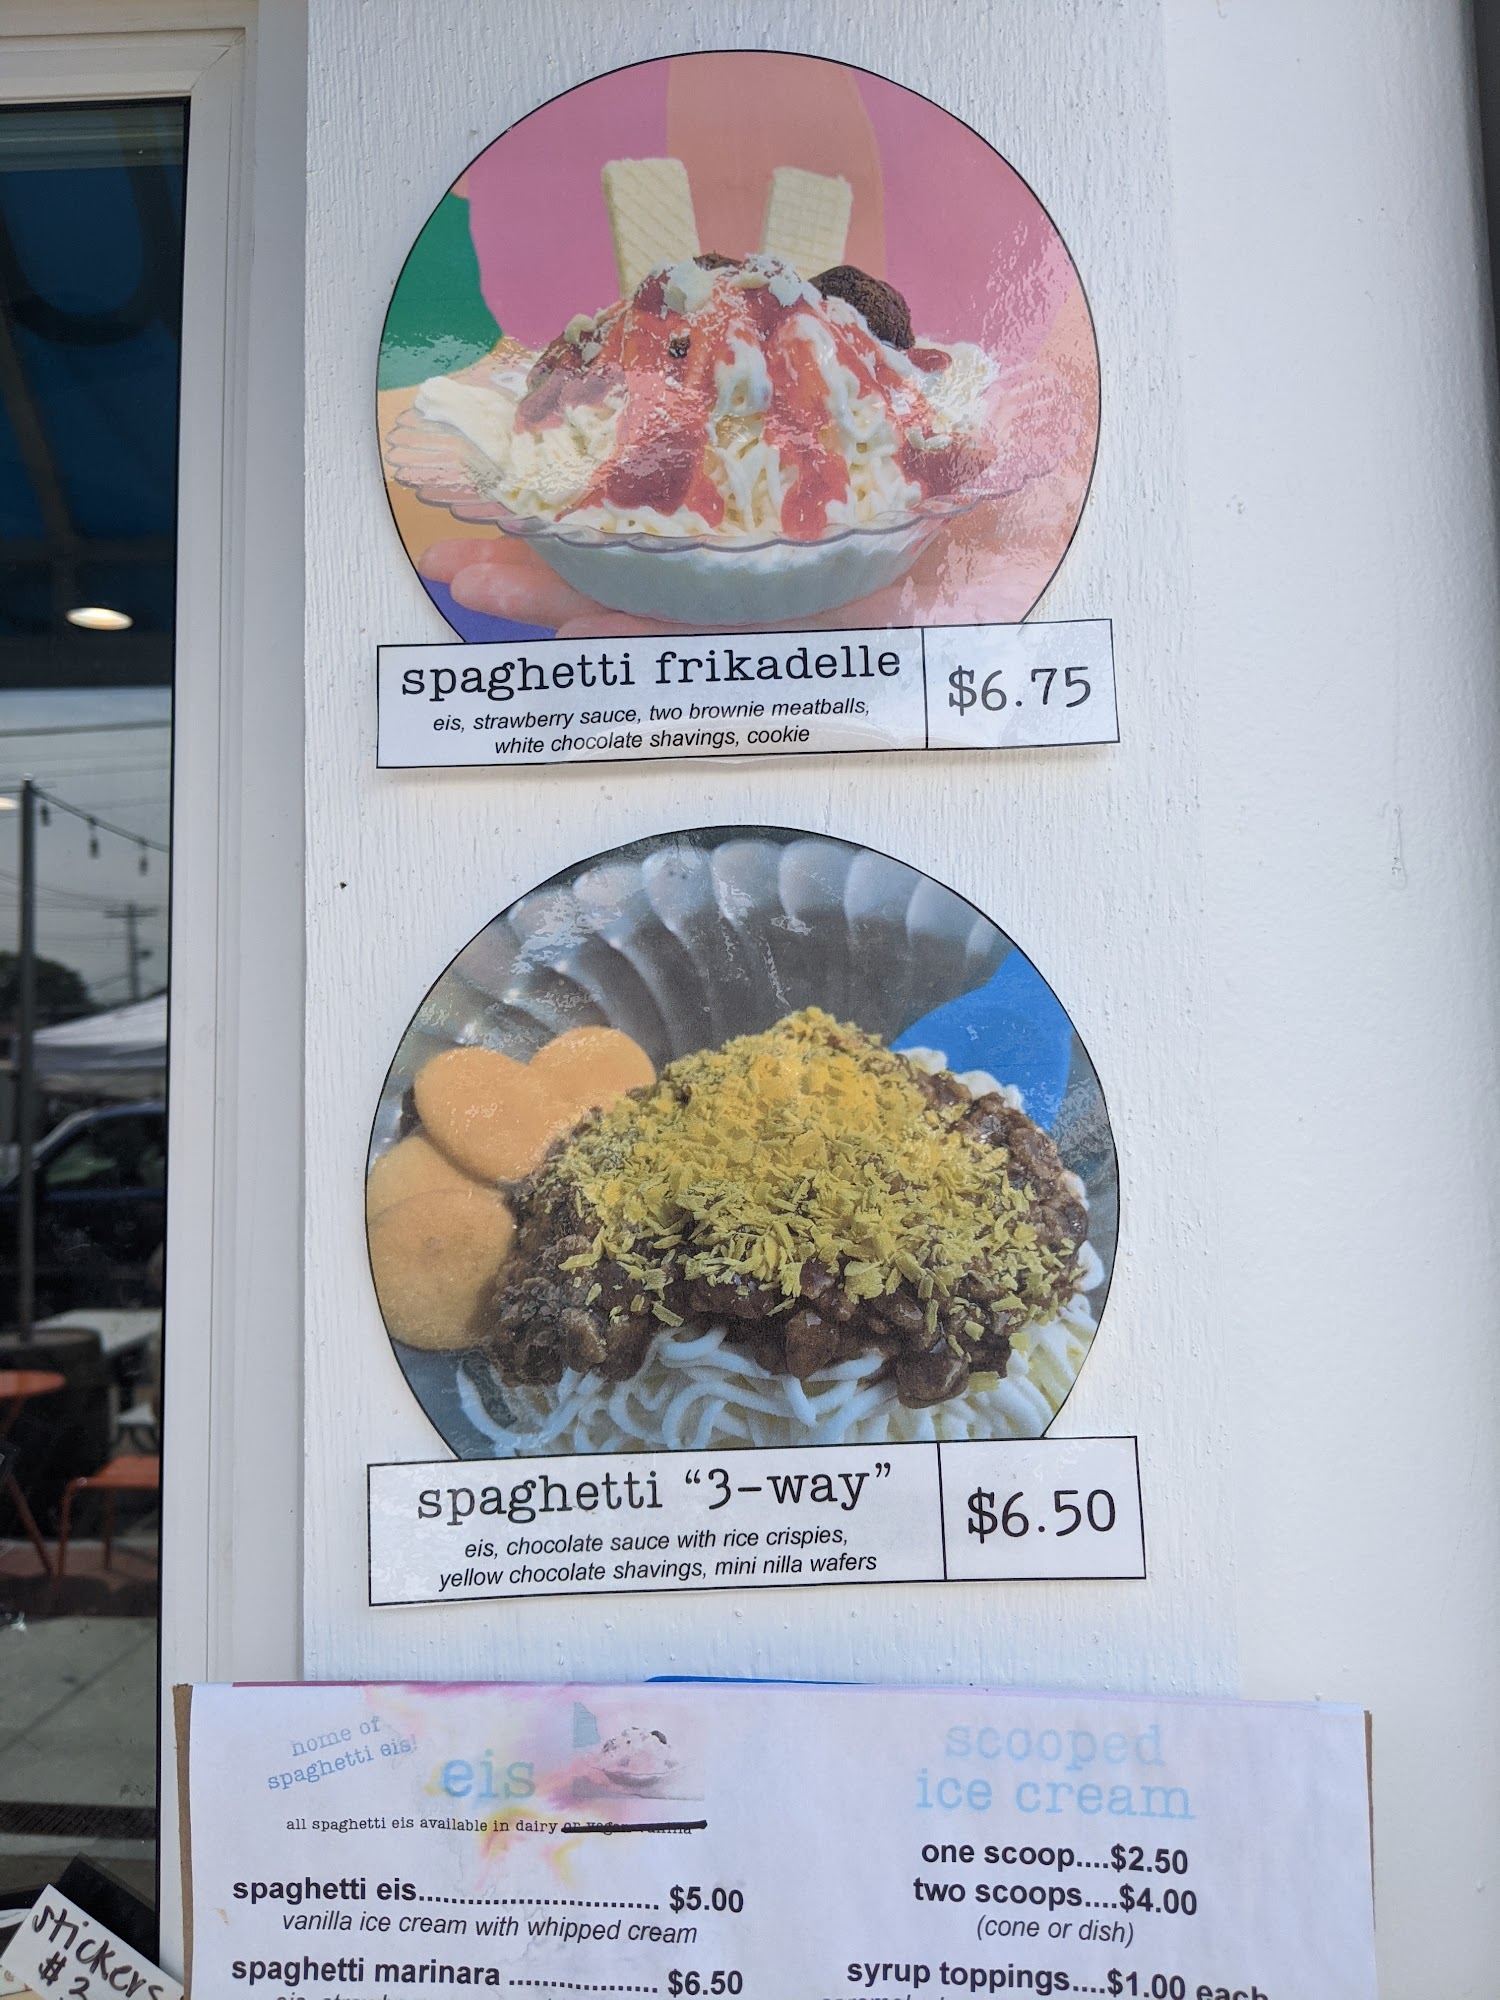 spaghetti frikadelle
eis, strawberry sauce, two brownie meatballs,
white chocolate shavings, cookie
$6.75
spaghetti “3-way”
eis, chocolate sauce with rice crispies,
yellow chocolate shavings, mini nilla wafers
$6.50
home of
spaghetti eis!
eis
all spaghetti eis available in dairy or vegan vanilla
spaghetti eis............................. $5.00
vanilla ice cream with whipped cream
spaghetti marinara .................. $6.50
scooped
ice cream
one scoop....$2.50
two scoops....$4.00
(cone or dish)
syrup toppings....$1.00 each
stickers